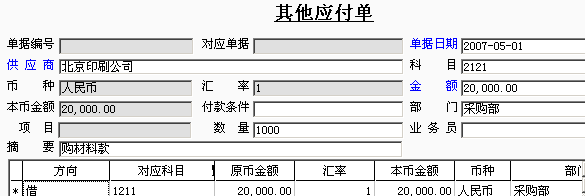 其他应付单
单据编号 对应单据 单据日期 2007-05-01
供应商 北京印刷公司 科目 2121
币种 人民币 汇率 1 金额 20,000.00
本币金额 20,000.00 付款条件 部门 采购部
项目 数量 1000 业务员
摘要 购材料款
方向 对应科目 原币金额 汇率 本币金额 币种 部门
* 借 1211 20,000.00 1 20,000.00 人民币 采购部